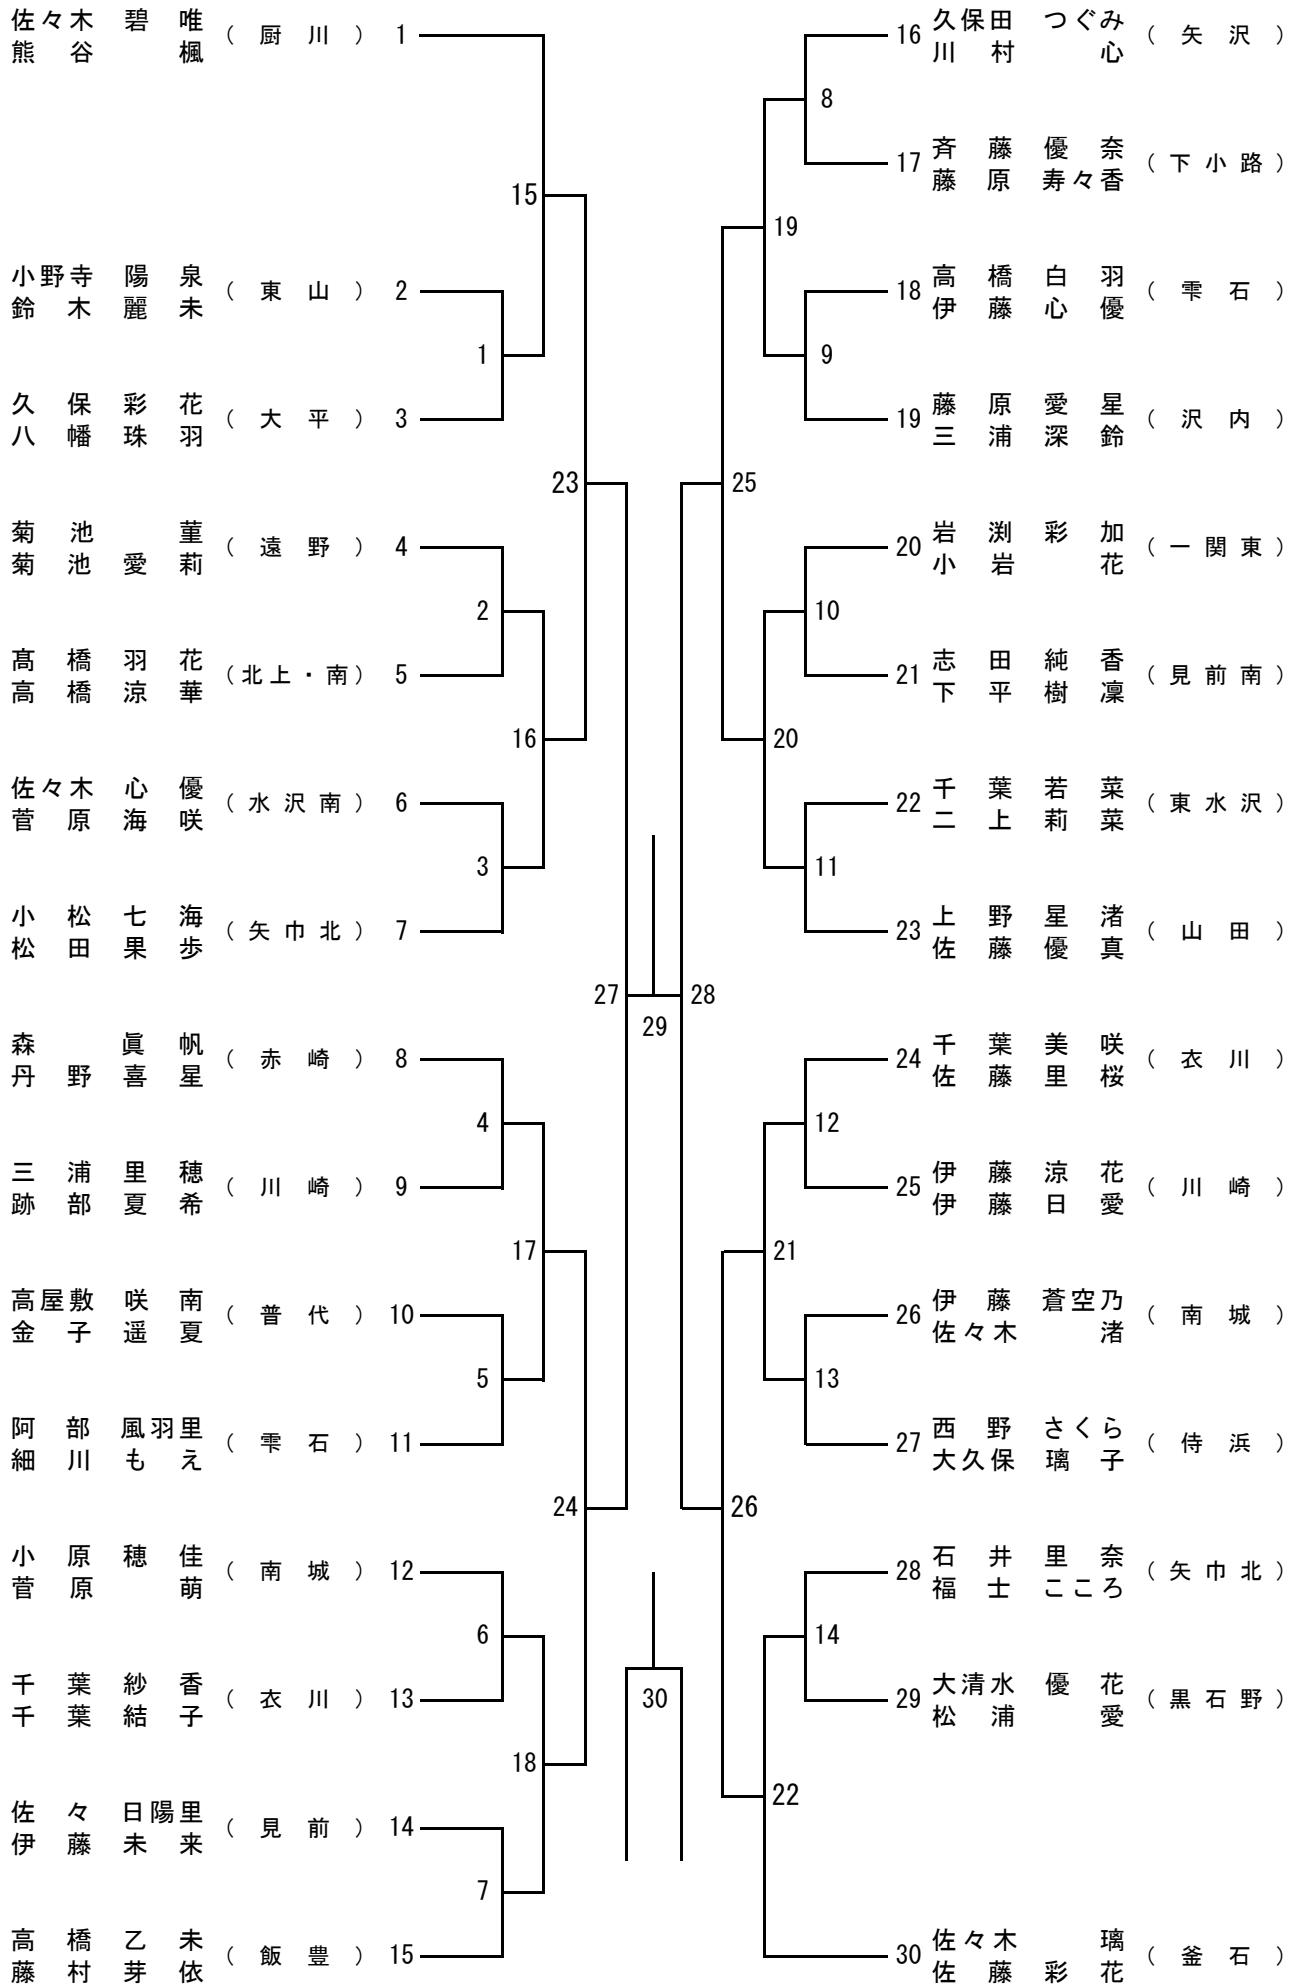 佐々木 碧 唯
熊 谷 楓
（ 厨 川 ） 1
15
小野寺 陽 泉
鈴 木 麗 未
（ 東 山 ） 2
1
久 保 彩 花
八 幡 珠 羽
（ 大 平 ） 3
23
菊 池 菫
菊 池 愛 莉
（ 遠 野 ） 4
2
髙 橋 羽 花
高 橋 涼 華
（ 北 上 ・ 南 ） 5
16
佐々木 心 優
菅 原 海 咲
（ 水 沢 南 ） 6
3
小 松 七 海
松 田 果 歩
（ 矢 巾 北 ） 7
27
森 眞 帆
丹 野 喜 星
（ 赤 崎 ） 8
4
三 浦 里 穂
跡 部 夏 希
（ 川 崎 ） 9
17
高屋敷 咲 南
金 子 遥 夏
（ 普 代 ） 10
5
阿 部 風羽里
細 川 も え
（ 雫 石 ） 11
24
小 原 穂 佳
菅 原 萌
（ 南 城 ） 12
6
千 葉 紗 香
千 葉 結 子
（ 衣 川 ） 13
18
佐 々 日陽里
伊 藤 未 来
（ 見 前 ） 14
7
高 橋 乙 未
藤 村 芽 依
（ 飯 豊 ） 15
29
30
16 久保田 つぐみ
川 村 心
（ 矢 沢 ）
8
17 斉 藤 優 奈
藤 原 寿々香
（ 下 小 路 ）
19
18 高 橋 白 羽
伊 藤 心 優
（ 雫 石 ）
9
19 藤 原 愛 星
三 浦 深 鈴
（ 沢 内 ）
25
20 岩 渕 彩 加
小 岩 花
（ 一 関 東 ）
10
21 志 田 純 香
下 平 樹 凜
（ 見 前 南 ）
20
22 千 葉 若 菜
二 上 莉 菜
（ 東 水 沢 ）
11
23 上 野 星 渚
佐 藤 優 真
（ 山 田 ）
28
24 千 葉 美 咲
佐 藤 里 桜
（ 衣 川 ）
12
25 伊 藤 涼 花
伊 藤 日 愛
（ 川 崎 ）
21
26 伊 藤 蒼空乃
佐々木 渚
（ 南 城 ）
13
27 西 野 さくら
大久保 璃 子
（ 侍 浜 ）
26
28 石 井 里 奈
福 士 こころ
（ 矢 巾 北 ）
14
29 大清水 優 花
松 浦 愛
（ 黒 石 野 ）
22
30 佐々木 璃
佐 藤 彩 花
（ 釜 石 ）